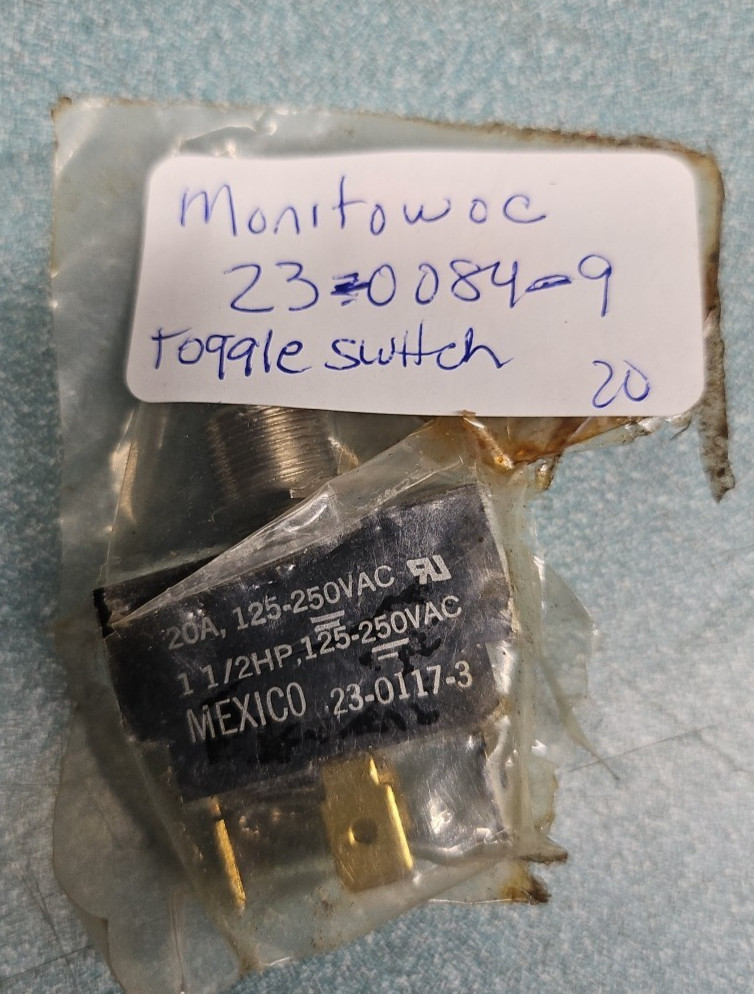 Monitowoc
23-0084-9
toggle switch
20
20A, 125-250VAC
1 1/2HP, 125-250VAC
MEXICO 23-0117-3